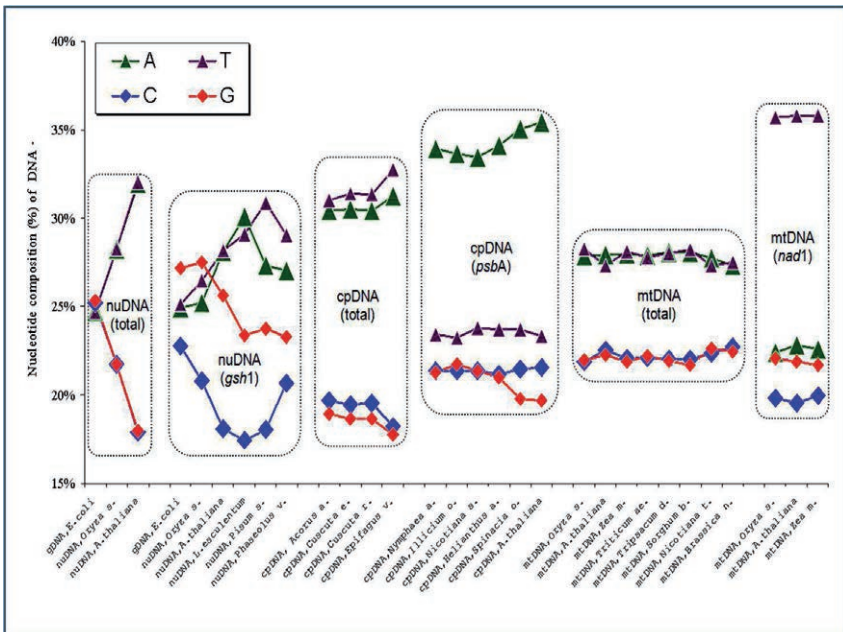 40%
35%
30%
25%
20%
15%
Nucleotide composition (%) of DNA -
A T
C G
nuDNA
(total)
nuDNA
(gsh1)
cpDNA
(total)
cpDNA
(psbA)
mtDNA
(total)
mtDNA
(nad1)
gDNA,E.coli
nuDNA,Oryza s.
nuDNA,A.thaliana
gDNA,E.coli
nuDNA,Oryza s.
nuDNA,A.thaliana
nuDNA,L.esculentum
nuDNA,Pisum s.
nuDNA,Phaseolus v.
cpDNA, Acorus a.
cpDNA,Cuscuta e.
cpDNA,Cuscuta r.
cpDNA,Epifagus v.
cpDNA,Nymphaea a.
cpDNA,Illicium o.
cpDNA,Nicotiana s.
cpDNA,Helianthus a.
cpDNA,Spinacia o.
cpDNA,A.thaliana
mtDNA,Oryza s.
mtDNA,A.thaliana
mtDNA,Zea m.
mtDNA,Triticum ae.
mtDNA,Tripsacum d.
mtDNA,Sorghum b.
mtDNA,Nicotiana t.
mtDNA,Brassica n.
mtDNA,Oryza s.
mtDNA,A.thaliana
mtDNA,Zea m.